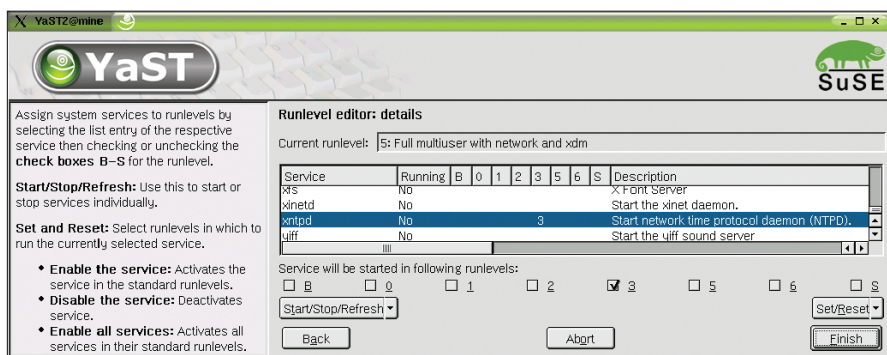 YaST2@mine
YaST
SuSE
Assign system services to runlevels by
selecting the list entry of the respective
service then checking or unchecking the
check boxes B-S for the runlevel.
Start/Stop/Refresh: Use this to start or
stop services individually.
Set and Reset: Select runlevels in which to
run the currently selected service.
Enable the service: Activates the
service in the standard runlevels.
Disable the service: Deactivates
service.
Enable all services: Activates all
services in their standard runlevels.
Runlevel editor: details
Current runlevel: 5: Full multiuser with network and xdm
Service Running B 0 1 2 3 5 6 S Description
xfs No X Font Server
xinetd No Start the xinet daemon.
xntpd No 3 Start network time protocol daemon (NTPD).
yiff No Start the yiff sound server
Service will be started in following runlevels:
B 0 1 2 3 5 6 S
Start/Stop/Refresh Set/Reset
Back Abort Finish